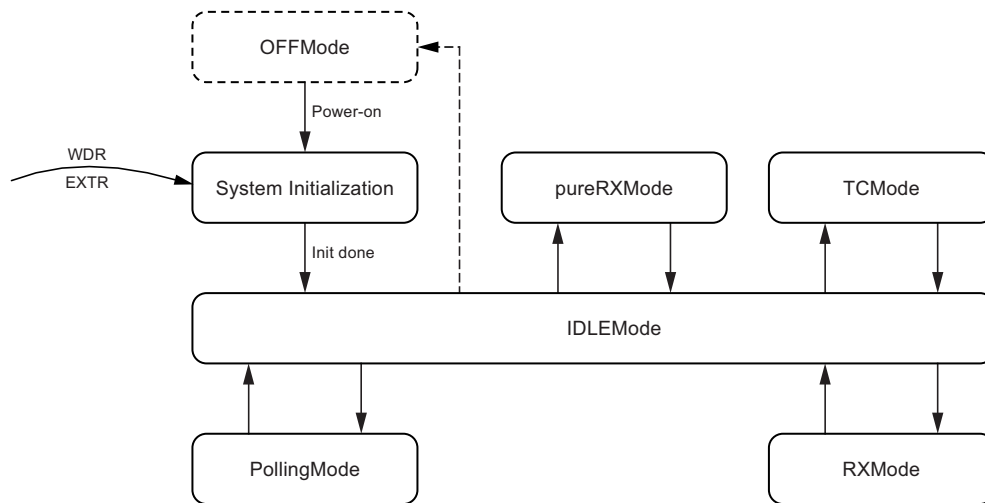 OFFMode
Power-on
WDR
EXTR
System Initialization
pureRXMode
TCMode
Init done
IDLEMode
PollingMode
RXMode